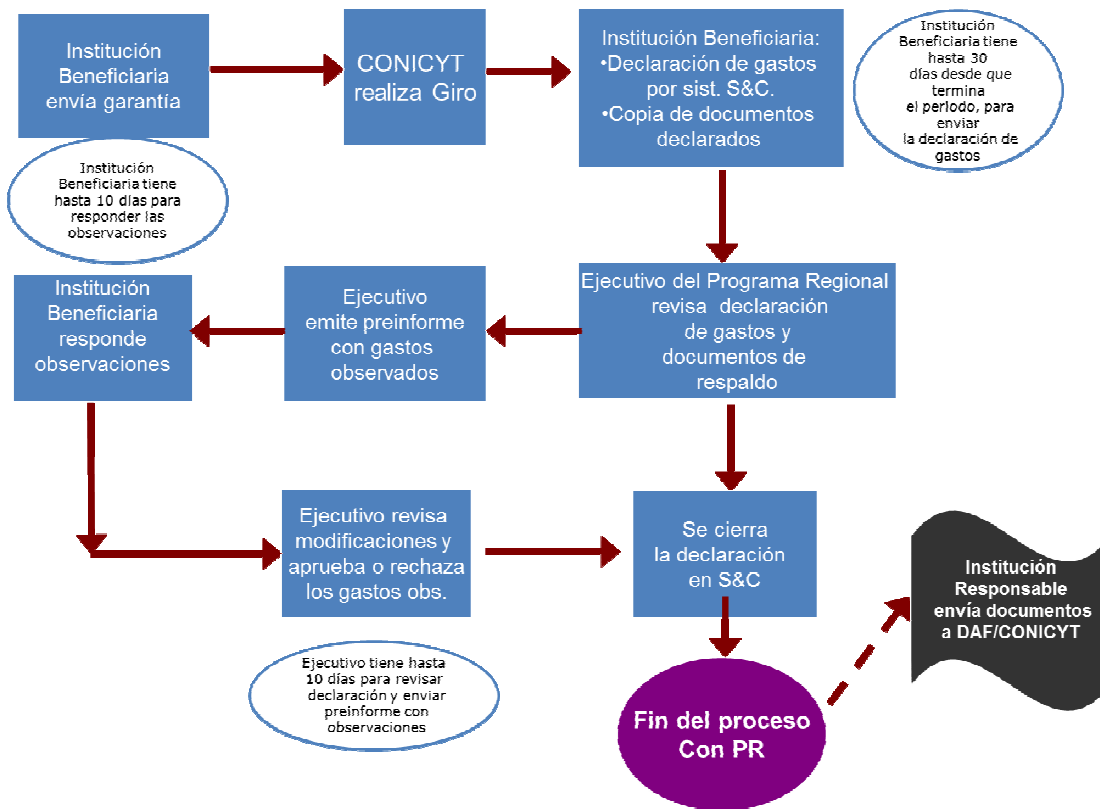 Institución
Beneficiaria
envía garantía
CONICYT
realiza Giro
Institución Beneficiaria:
•Declaración de gastos
por sist. S&C.
•Copia de documentos
declarados
Institución
Beneficiaria tiene
hasta 30
días desde que
termina
el periodo, para
enviar
la declaración de
gastos
Institución
Beneficiaria tiene
hasta 10 días para
responder las
observaciones
Institución
Beneficiaria
responde
observaciones
Ejecutivo
emite preinforme
con gastos
observados
Ejecutivo del Programa Regional
revisa declaración
de gastos y
documentos de
respaldo
Ejecutivo revisa
modificaciones y
aprueba o rechaza
los gastos obs.
Se cierra
la declaración
en S&C
Institución
Responsable
envía documentos
a DAF/CONICYT
Ejecutivo tiene hasta
10 días para revisar
declaración y enviar
preinforme con
observaciones
Fin del proceso
Con PR